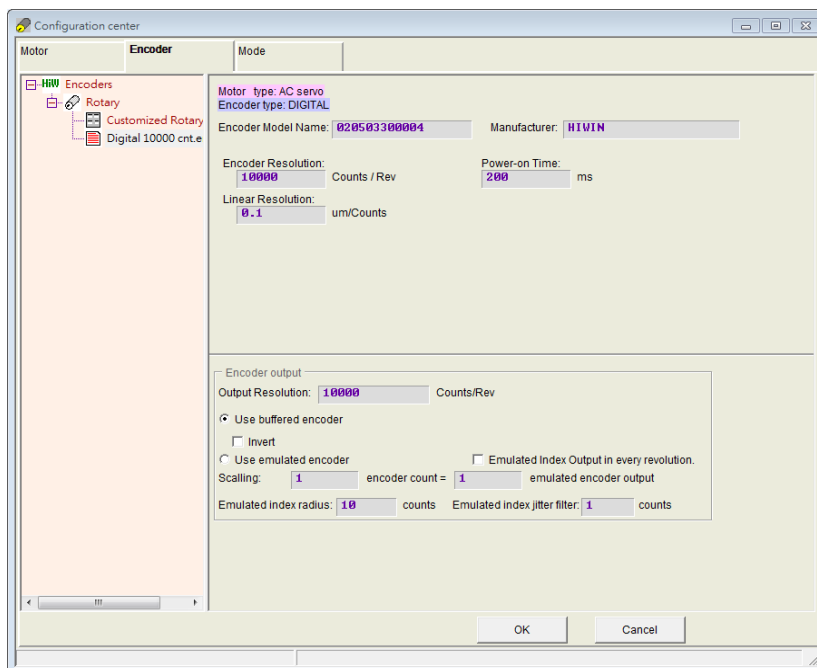 Configuration center
Motor Encoder Mode
HiW Encoders
Rotary
Customized Rotary
Digital 10000 cnt.e
Motor type: AC servo
Encoder type: DIGITAL
Encoder Model Name: 020503300004 Manufacturer: HIWIN
Encoder Resolution: Power-on Time:
10000 Counts / Rev 200 ms
Linear Resolution:
0.1 um/Counts
Encoder output
Output Resolution: 10000 Counts/Rev
Use buffered encoder
Invert
Use emulated encoder Emulated Index Output in every revolution.
Scalling: 1 encoder count = 1 emulated encoder output
Emulated index radius: 10 counts Emulated index jitter filter: 1 counts
OK Cancel